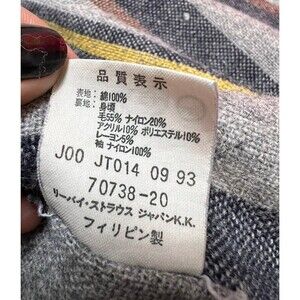 品質表示
表地: 綿100%
裏地: 身頃
毛55% ナイロン20%
アクリル10% ポリエステル10%
レーヨン5%
袖 ナイロン100%
J00 JT014 09 93
70738-20
リーバイ・ストラウス ジャパンK.K.
フィリピン製